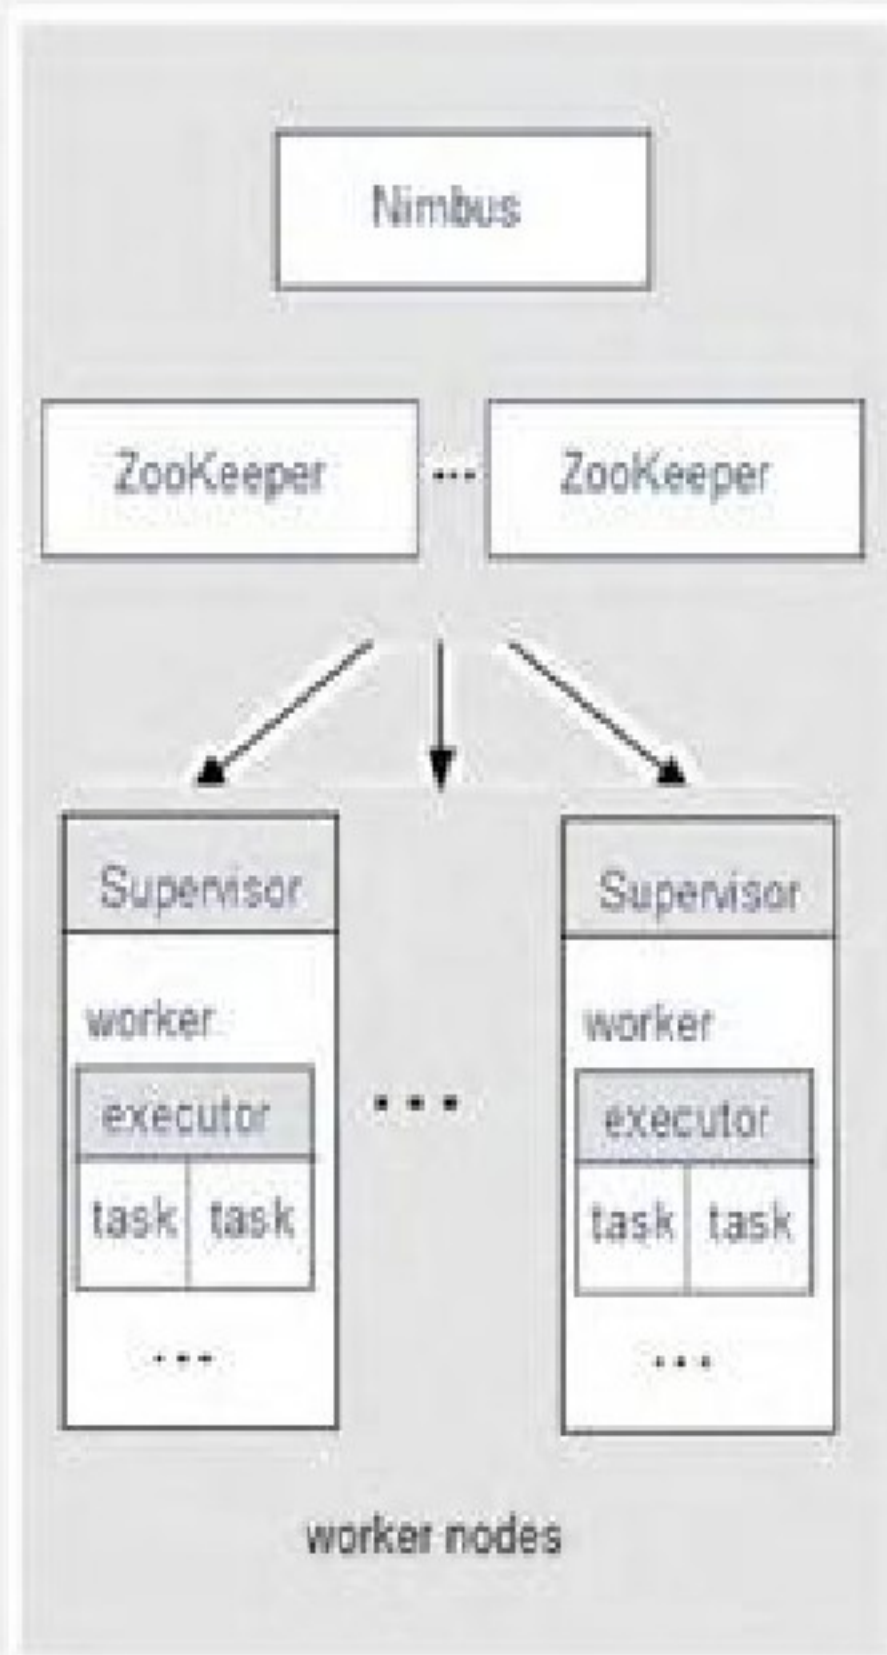 Nimbus
ZooKeeper ... ZooKeeper
Supervisor Supervisor
worker worker
... 
executor executor
task task task task
... ...
worker nodes